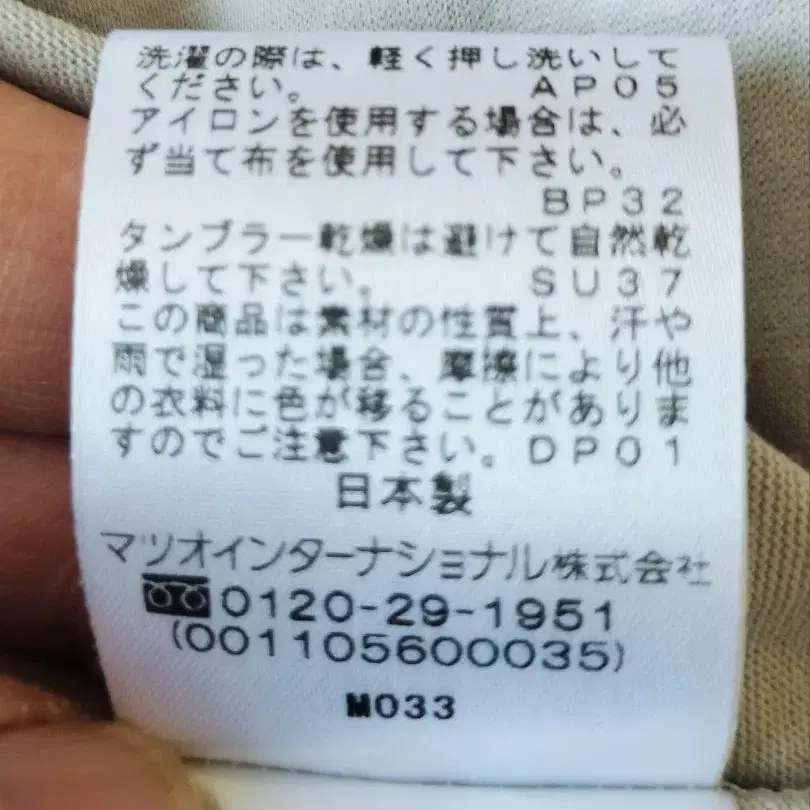 洗濯の際は、軽く押し洗いして
ください。 AP05
アイロンを使用する場合は、必
ず当て布を使用して下さい。
BP32
タンブラー乾燥は避けて自然乾
燥して下さい。 SU37
この商品は素材の性質上、汗や
雨で湿った場合、摩擦により他
の衣料に色が移ることがありま
すのでご注意下さい。DP01
日本製
マツオインターナショナル株式会社
0120-29-1951
(001105600035)
M033